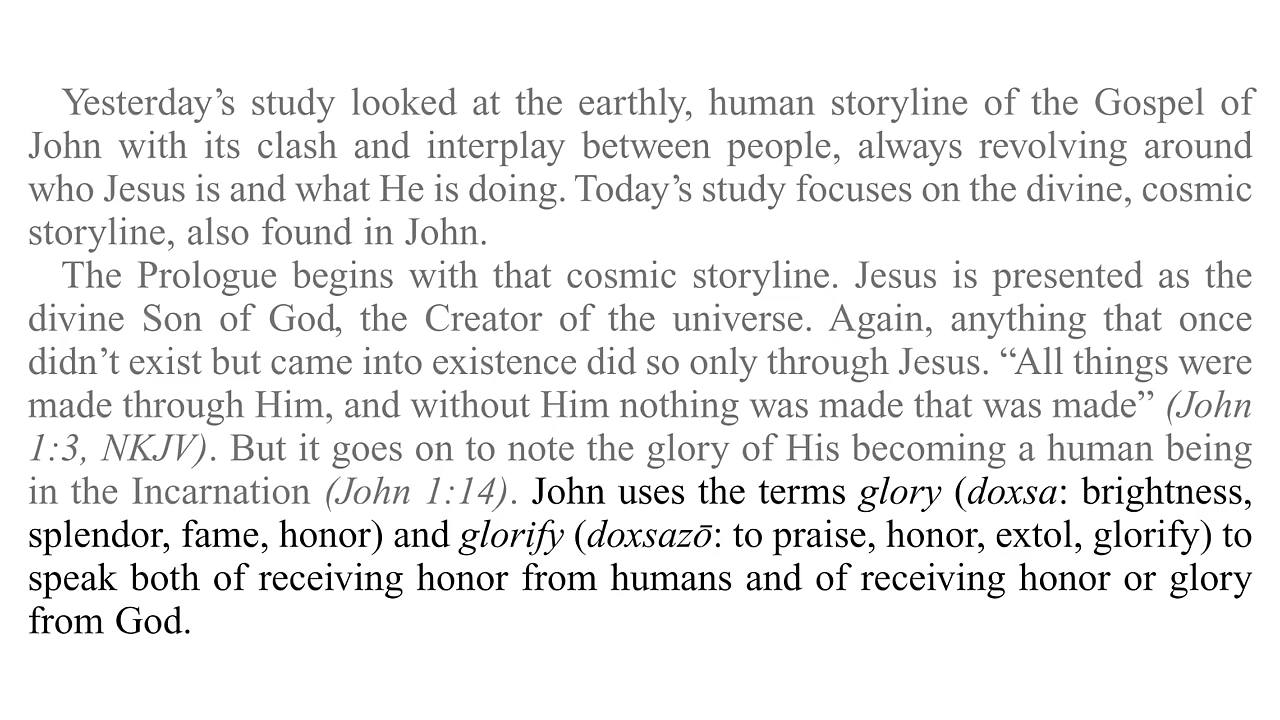 Yesterday’s study looked at the earthly, human storyline of the Gospel of
John with its clash and interplay between people, always revolving around
who Jesus is and what He is doing. Today’s study focuses on the divine, cosmic
storyline, also found in John.
The Prologue begins with that cosmic storyline. Jesus is presented as the
divine Son of God, the Creator of the universe. Again, anything that once
didn’t exist but came into existence did so only through Jesus. “All things were
made through Him, and without Him nothing was made that was made” (John
1:3, NKJV). But it goes on to note the glory of His becoming a human being
in the Incarnation (John 1:14). John uses the terms glory (doxsa: brightness,
splendor, fame, honor) and glorify (doxsazō: to praise, honor, extol, glorify) to
speak both of receiving honor from humans and of receiving honor or glory
from God.